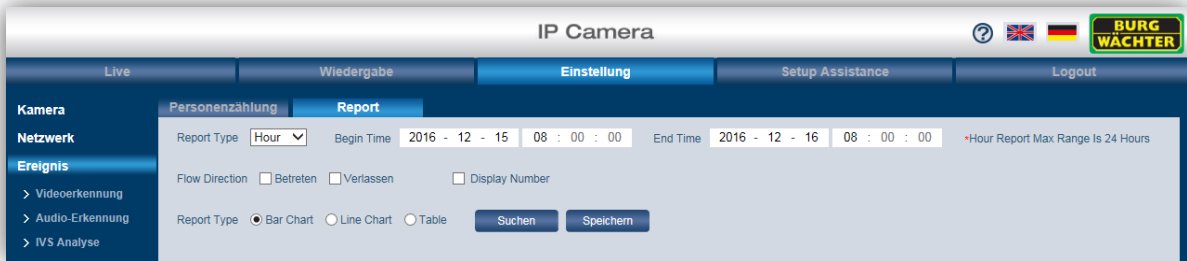 IP Camera
BURG
WÄCHTER
Live Wiedergabe Einstellung Setup Assistance Logout
Kamera
Netzwerk
Ereignis
> Videoerkennung
> Audio-Erkennung
> IVS Analyse
Personenzählung Report
Report Type Hour Begin Time 2016 - 12 - 15 08 : 00 : 00 End Time 2016 - 12 - 16 08 : 00 : 00 *Hour Report Max Range Is 24 Hours
Flow Direction Betreten Verlassen Display Number
Report Type Bar Chart Line Chart Table Suchen Speichern